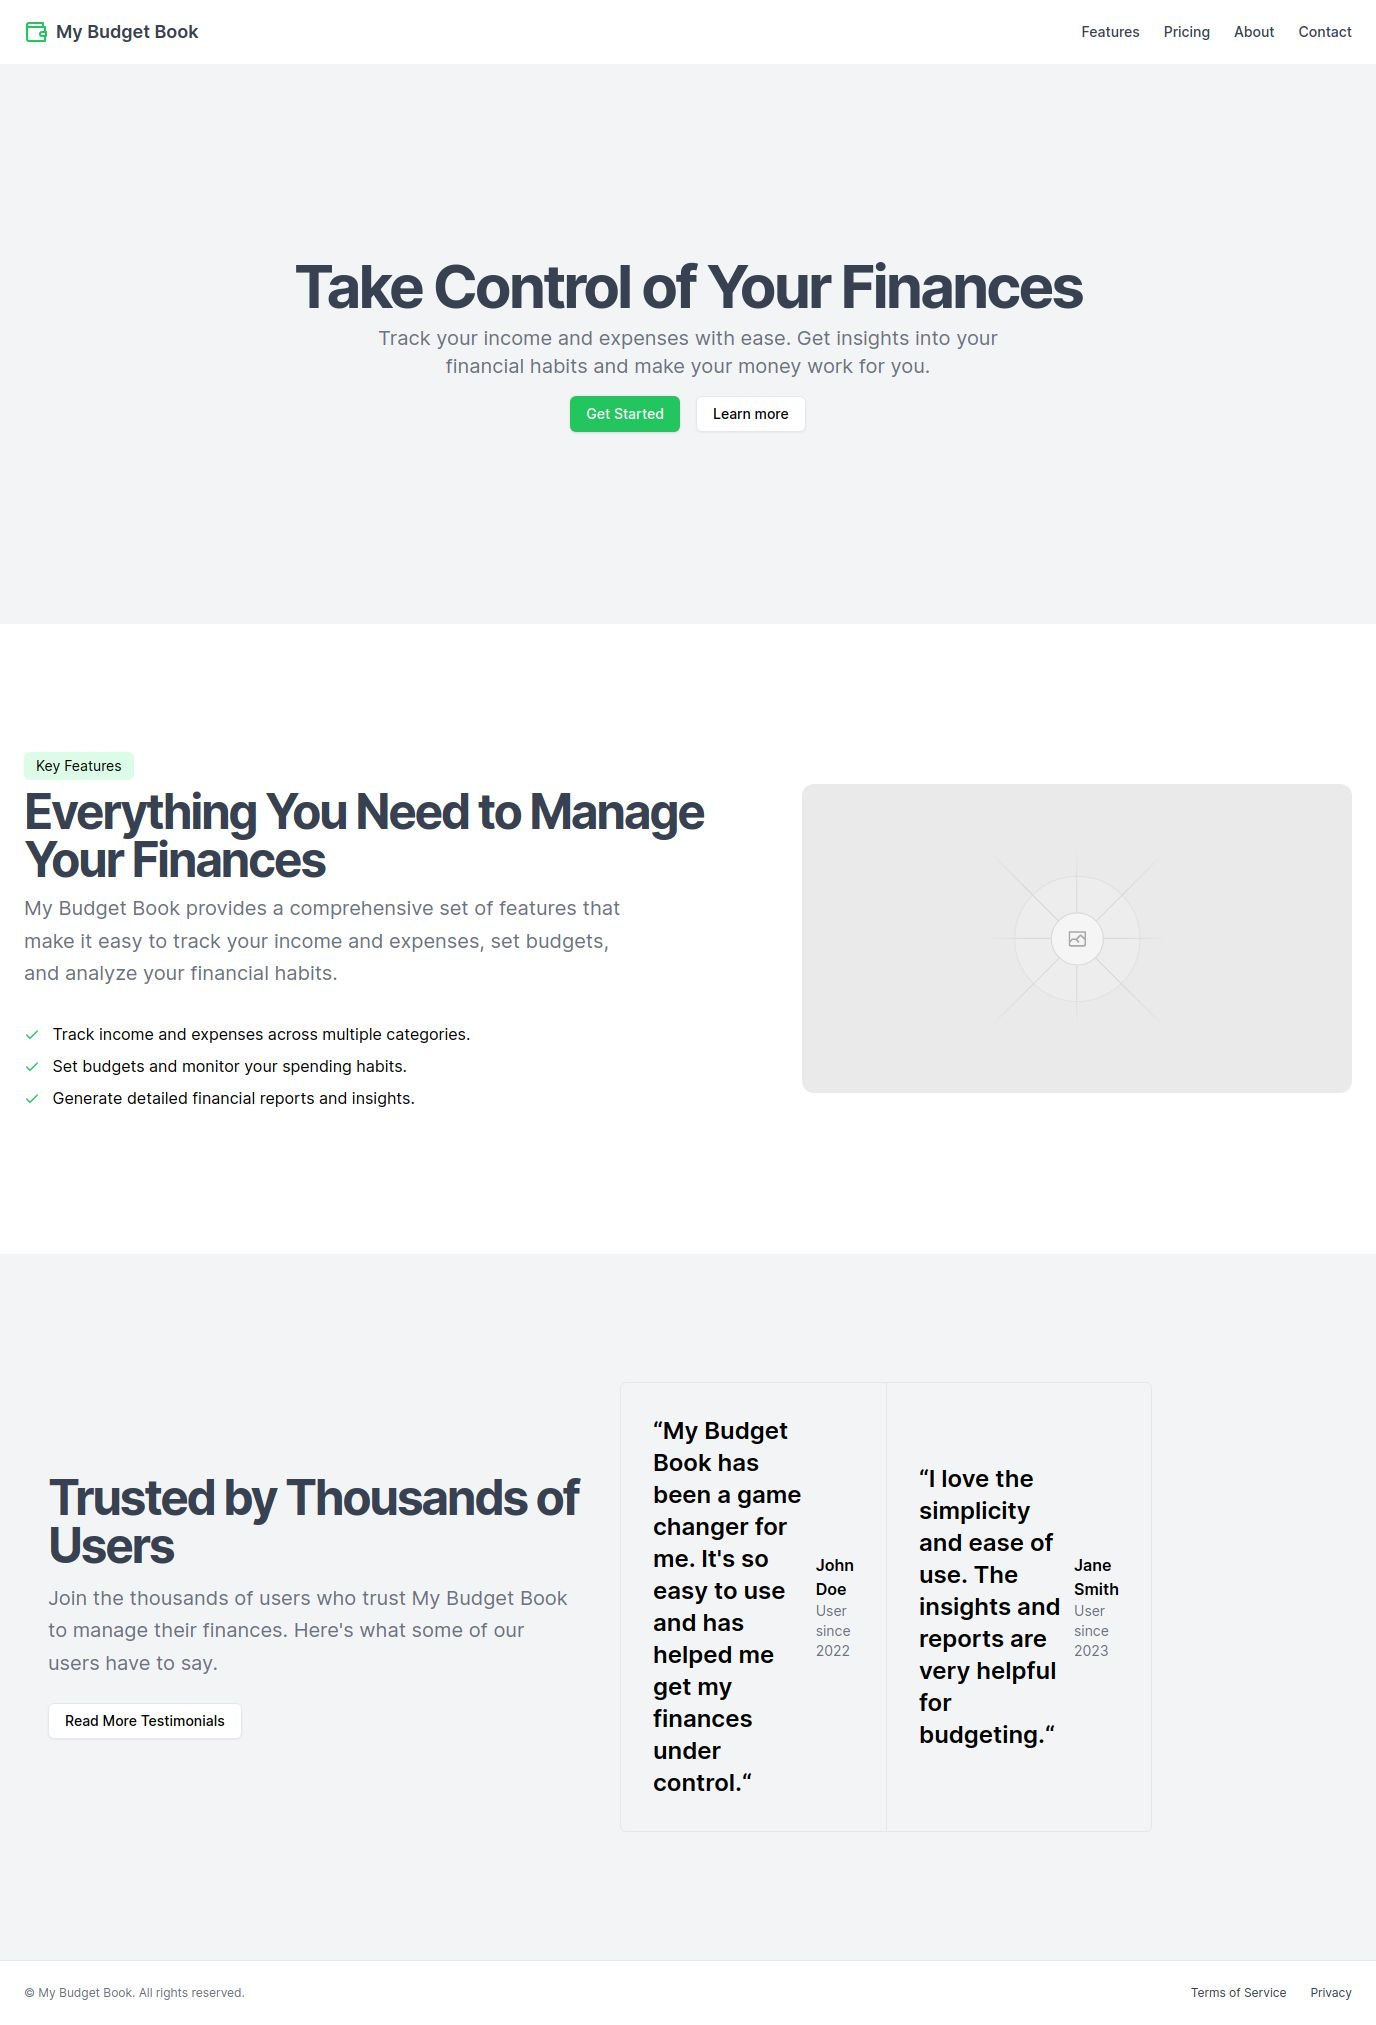 My Budget Book
Features
Pricing
About
Contact
Take Control of Your Finances
Track your income and expenses with ease. Get insights into your
financial habits and make your money work for you.
Get Started
Learn more
Key Features
Everything You Need to Manage
Your Finances
My Budget Book provides a comprehensive set of features that
make it easy to track your income and expenses, set budgets,
and analyze your financial habits.
Track income and expenses across multiple categories.
Set budgets and monitor your spending habits.
Generate detailed financial reports and insights.
Trusted by Thousands of
Users
Join the thousands of users who trust My Budget Book
to manage their finances. Here's what some of our
users have to say.
Read More Testimonials
“My Budget
Book has
been a game
changer for
me. It's so
easy to use
and has
helped me
get my
finances
under
control.“
John
Doe
User
since
2022
“I love the
simplicity
and ease of
use. The
insights and
reports are
very helpful
for
budgeting.“
Jane
Smith
User
since
2023
© My Budget Book. All rights reserved.
Terms of Service
Privacy